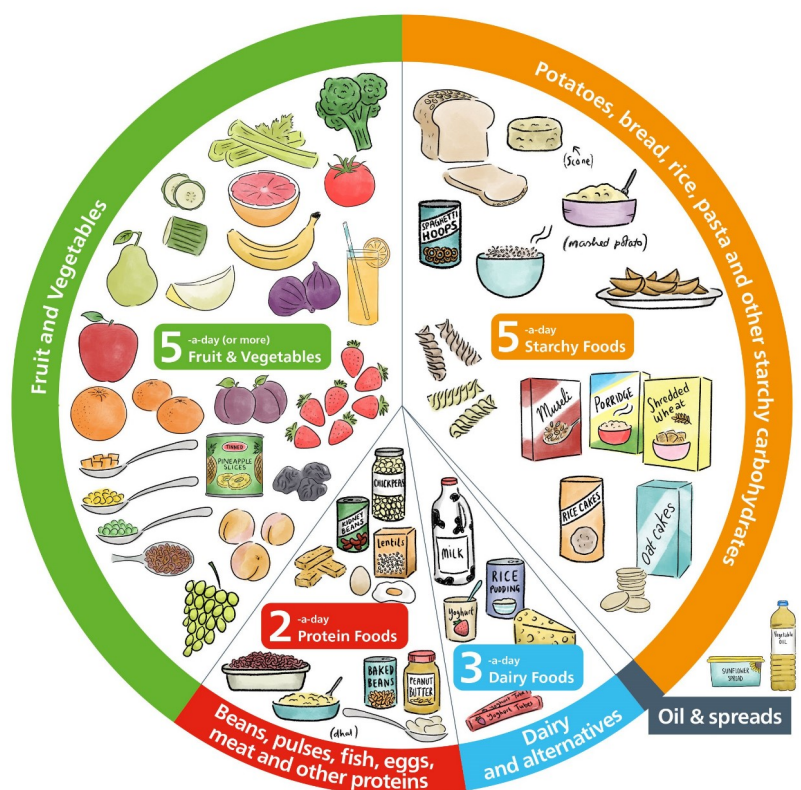 Fruit and Vegetables
Potatoes, bread, rice, pasta and other starchy carbohydrates
(scone)
SPAGHETTI
HOOPS
(mashed potato)
5 -a-day (or more)
Fruit & Vegetables
5 -a-day
Starchy Foods
Muesli
PORRIDGE
Shredded
Wheat
TINNED
PINEAPPLE
SLICES
CHICKPEAS
KIDNEY
BEANS
Lentils
MILK
RICE CAKES
Oat cakes
RICE
PUDDING
Yoghurt
2 -a-day
Protein Foods
3 -a-day
Dairy Foods
BAKED
BEANS
PEANUT
BUTTER
(dhal)
Yoghurt Tubes
Yoghurt Tubes
Vegetable
OIL
SUNFLOWER
SPREAD
Oil & spreads
Beans, pulses, fish, eggs,
meat and other proteins
Dairy
and alternatives